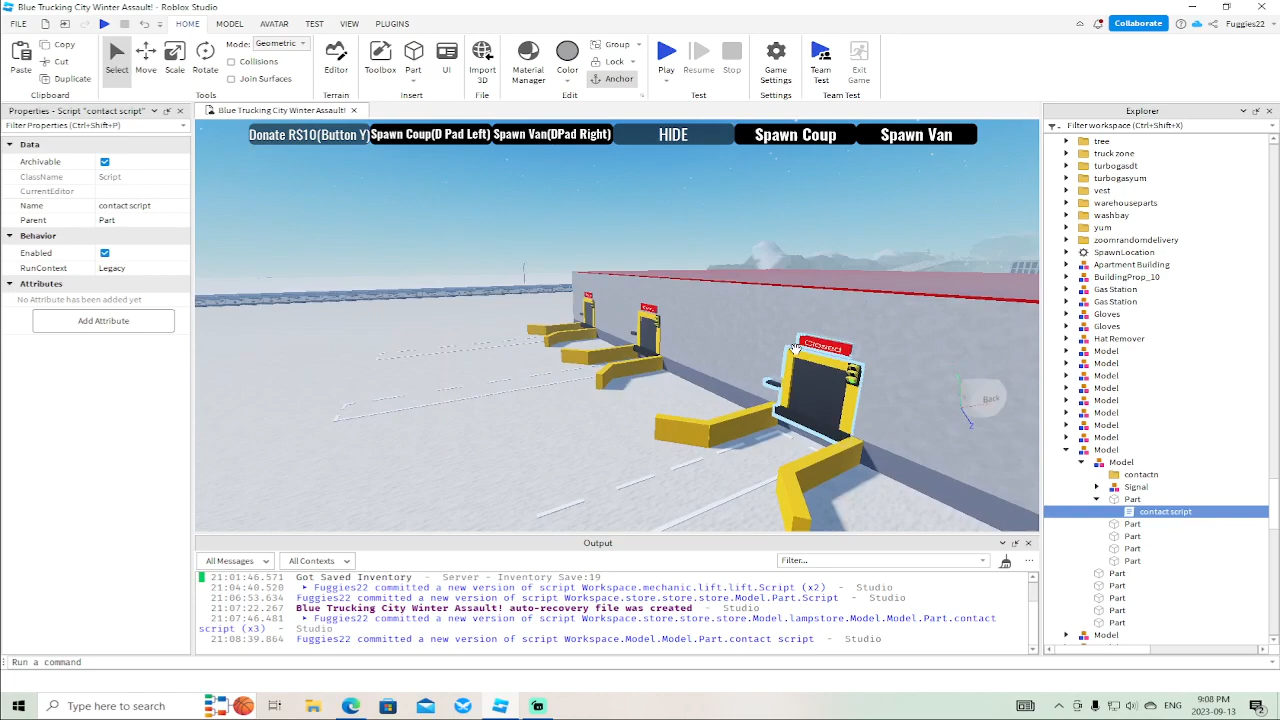 Blue Trucking City Winter Assault! - Roblox Studio
FILE
HOME MODEL AVATAR TEST VIEW PLUGINS
Collaborate
Fuggies22
Paste
Copy
Cut
Duplicate
Clipboard
Select Move Scale Rotate
Mode: Geometric
Collisions
Join Surfaces
Tools
Editor
Terrain
Toolbox Part UI
Insert
Import 3D
File
Material Manager
Color
Group
Lock
Anchor
Edit
Play Resume Stop
Test
Game Settings
Settings
Team Test
Exit Game
Team Test
Properties - Script "contact script"
Filter Properties (Ctrl+Shift+P)
Data
Archivable
ClassName Script
CurrentEditor
Name contact script
Parent Part
Behavior
Enabled
RunContext Legacy
Attributes
No Attribute has been added yet
Add Attribute
Blue Trucking City Winter Assault!
Donate RS10(Button Y)
Spawn Coup(D Pad Left)
Spawn Van(DPad Right)
HIDE
Spawn Coup
Spawn Van
Closed
Back
Explorer
Filter workspace (Ctrl+Shift+X)
tree
truck zone
turbogasdt
turbogasyum
vest
warehouseparts
washbay
yum
zoomrandomdelivery
SpawnLocation
Apartment Building
BuildingProp_10
Gas Station
Gas Station
Gloves
Gloves
Hat Remover
Model
Model
Model
Model
Model
Model
Model
Model
Model
Model
contactn
Signal
Part
contact script
Part
Part
Part
Part
Part
Part
Part
Part
Part
Model
Output
All Messages All Contexts Filter...
21:01:46.571 Got Saved Inventory - Server - Inventory Save:19
21:04:40.520 Fuggies22 committed a new version of script Workspace.mechanic.lift.lift.Script (x2) - Studio
21:06:53.634 Fuggies22 committed a new version of script Workspace.store.store.Model.Part.Script - Studio
21:07:22.267 Blue Trucking City Winter Assault! auto-recovery file was created - Studio
21:07:46.481 Fuggies22 committed a new version of script Workspace.store.store.store.Model.lampstore.Model.Model.Part.contact
script (x3) - Studio
21:08:39.864 Fuggies22 committed a new version of script Workspace.Model.Model.Part.contact script - Studio
Run a command
Type here to search
9:08 PM
2023-09-13
2